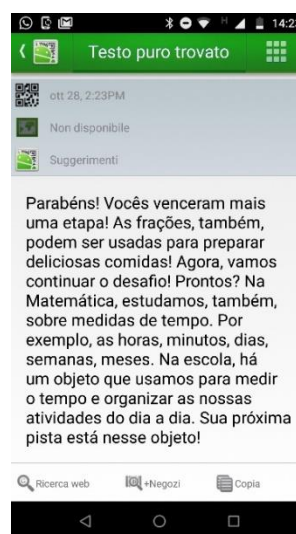 14:23
Testo puro trovato
ott 28, 2:23PM
Non disponibile
Suggerimenti
Parabéns! Vocês venceram mais
uma etapa! As frações, também,
podem ser usadas para preparar
deliciosas comidas! Agora, vamos
continuar o desafio! Prontos? Na
Matemática, estudamos, também,
sobre medidas de tempo. Por
exemplo, as horas, minutos, dias,
semanas, meses. Na escola, há
um objeto que usamos para medir
o tempo e organizar as nossas
atividades do dia a dia. Sua próxima
pista está nesse objeto!
Ricerca web +Negozi Copia